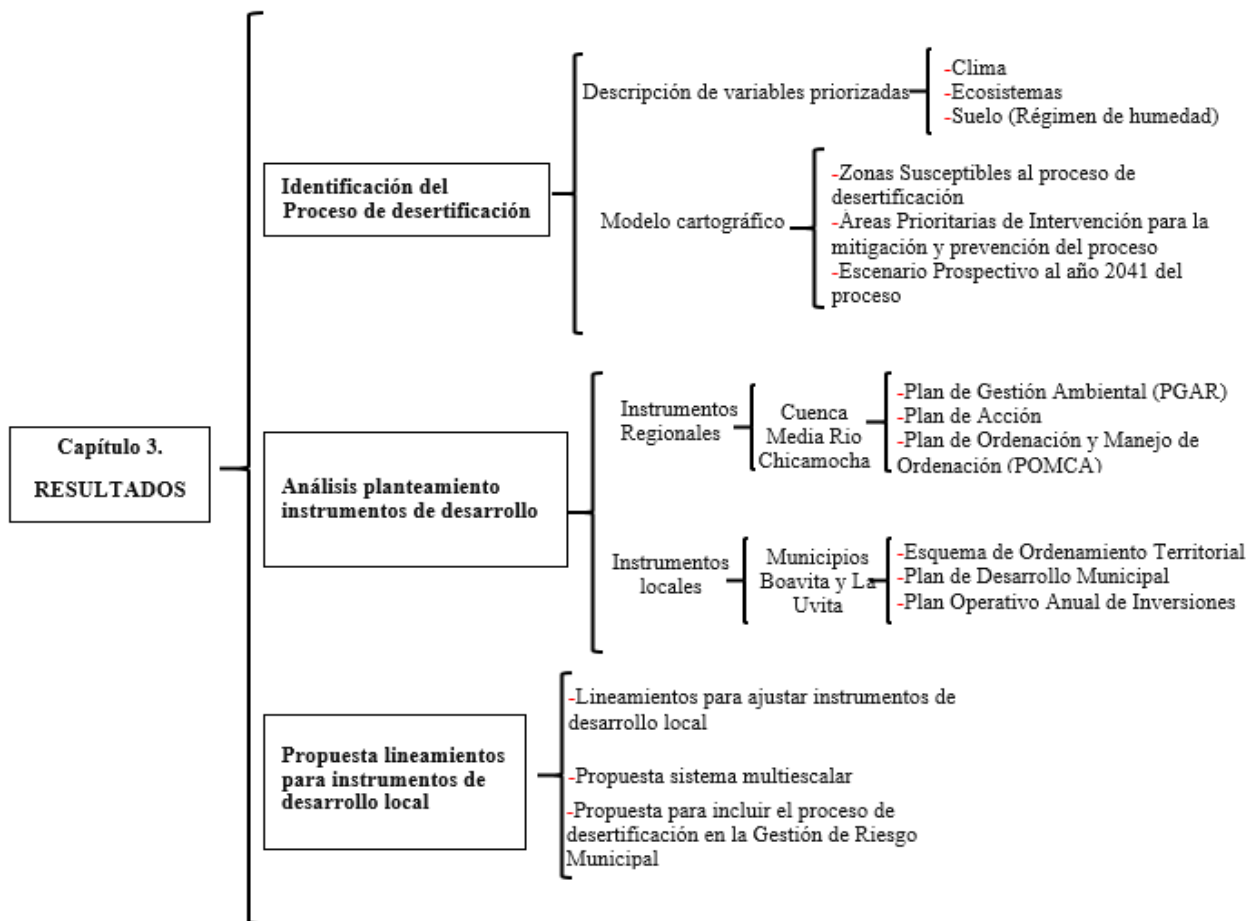 Capítulo 3.
RESULTADOS
Identificación del
Proceso de desertificación
Descripción de variables priorizadas
-Clima
-Ecosistemas
-Suelo (Régimen de humedad)
Modelo cartográfico
-Zonas Susceptibles al proceso de
desertificación
-Áreas Prioritarias de Intervención para la
mitigación y prevención del proceso
-Escenario Prospectivo al año 2041 del
proceso
Análisis planteamiento
instrumentos de desarrollo
Instrumentos
Regionales
Cuenca
Media Rio
Chicamocha
-Plan de Gestión Ambiental (PGAR)
-Plan de Acción
-Plan de Ordenación y Manejo de
Ordenación (POMCA)
Instrumentos
locales
Municipios
Boavita y La
Uvita
-Esquema de Ordenamiento Territorial
-Plan de Desarrollo Municipal
-Plan Operativo Anual de Inversiones
Propuesta lineamientos
para instrumentos de
desarrollo local
-Lineamientos para ajustar instrumentos de
desarrollo local
-Propuesta sistema multiescalar
-Propuesta para incluir el proceso de
desertificación en la Gestión de Riesgo
Municipal